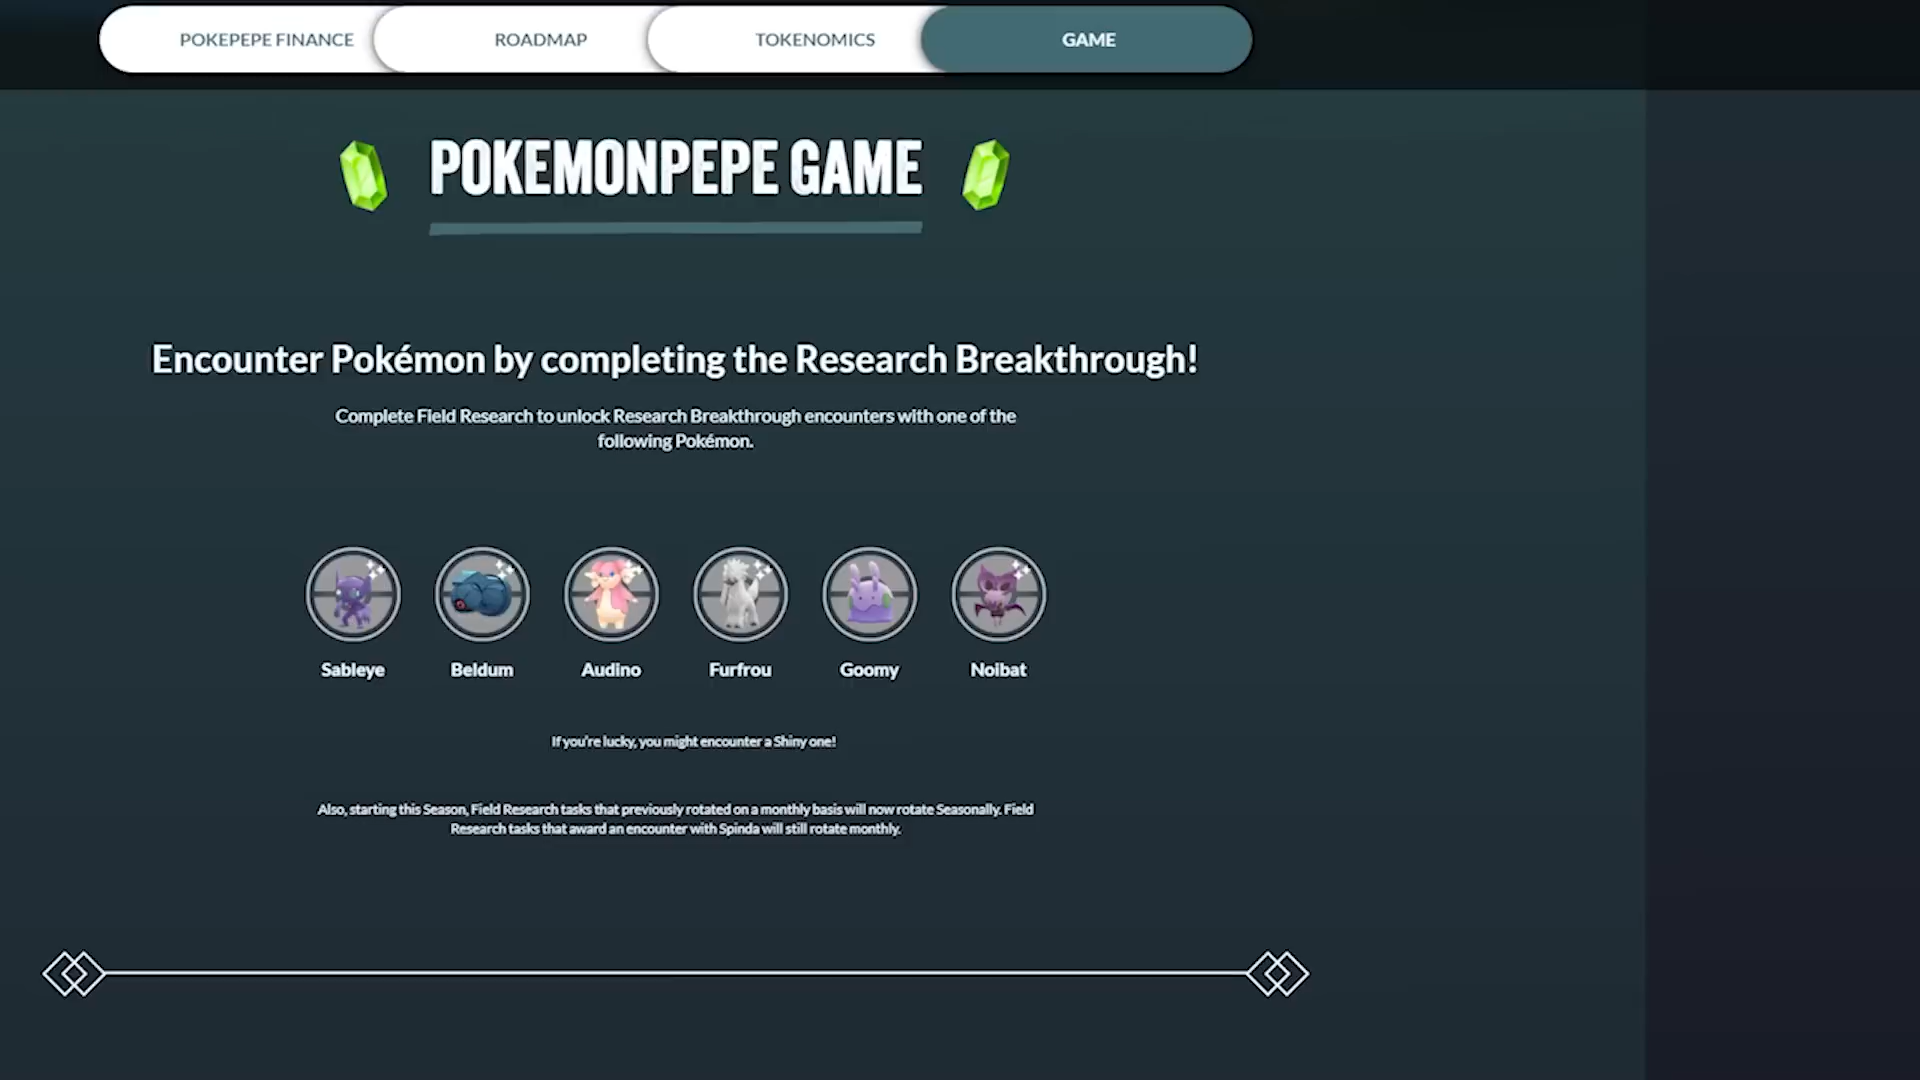 POKEPEPE FINANCE
ROADMAP
TOKENOMICS
GAME
POKEMONPEPE GAME
Encounter Pokémon by completing the Research Breakthrough!
Complete Field Research to unlock Research Breakthrough encounters with one of the
following Pokémon.
Sableye
Beldum
Audino
Furfrou
Goomy
Noibat
If you're lucky, you might encounter a Shiny one!
Also, starting this Season, Field Research tasks that previously rotated on a monthly basis will now rotate Seasonally. Field
Research tasks that award an encounter with Spinda will still rotate monthly.